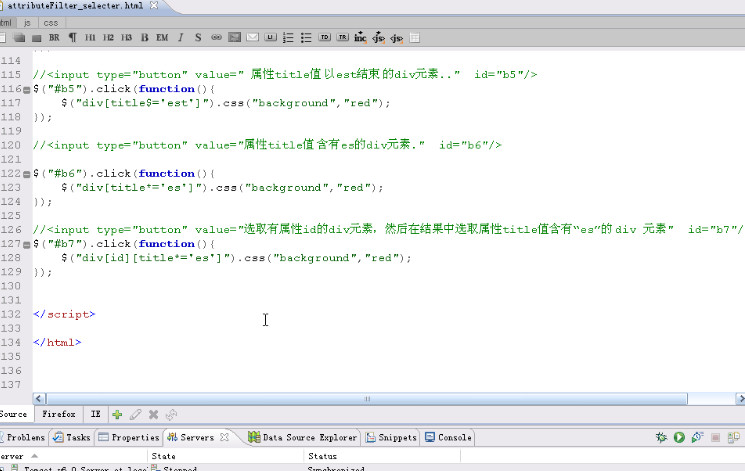 attributeFilter_selecter.html
html js css
BR ¶ H1 H2 H3 B EM I S LI TD TR inc js js
114
115 //<input type="button" value=" 属性title值以est结束的div元素.." id="b5"/>
116 $("#b5").click(function(){
117 $("div[title$='est']").css("background","red");
118 });
119
120 //<input type="button" value="属性title值含有es的div元素." id="b6"/>
121
122 $("#b6").click(function(){
123 $("div[title*='es']").css("background","red");
124 });
125
126 //<input type="button" value="选取有属性id的div元素，然后在结果中选取属性title值含有“es”的 div 元素" id="b7"/
127 $("#b7").click(function(){
128 $("div[id][title*='es']").css("background","red");
129 });
130
131
132 </script>
133
134 </html>
135
136
137
Source Firefox IE
Problems Tasks Properties Servers Data Source Explorer Snippets Console
erver State Status
Tomcat v6.0 Server at loca Stopped Synchronized